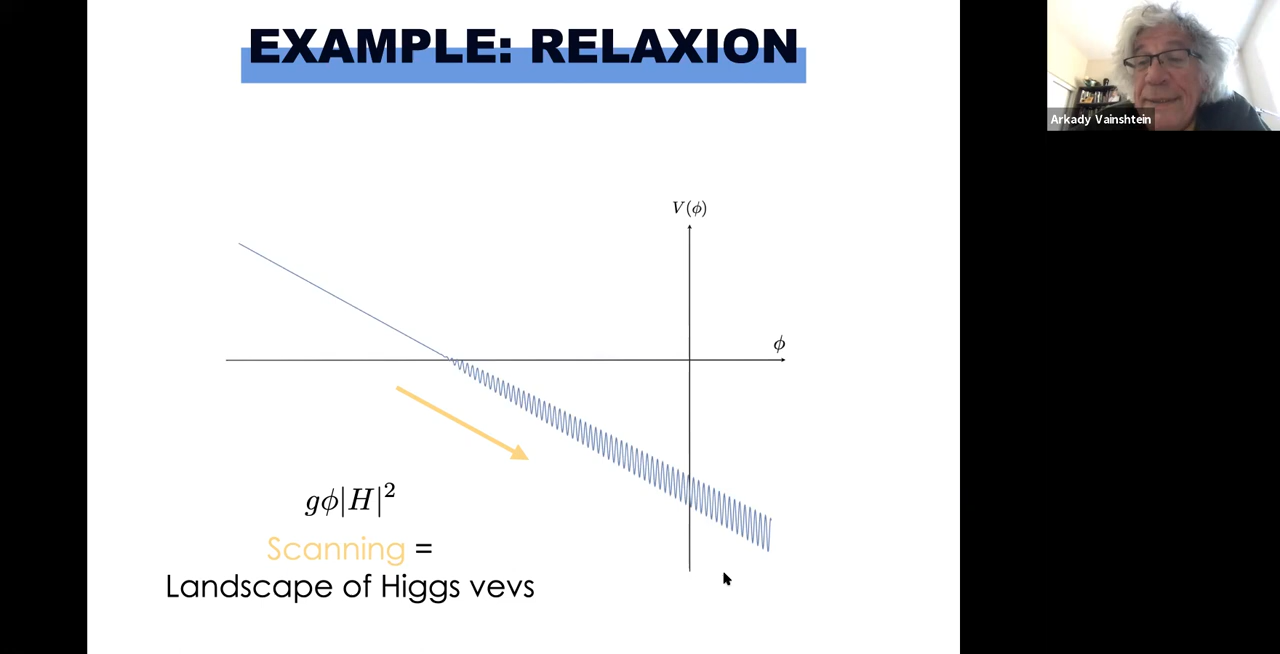 EXAMPLE: RELAXION
Arkady Vainshtein
V(ϕ)
ϕ
gϕ|H|²
Scanning =
Landscape of Higgs vevs